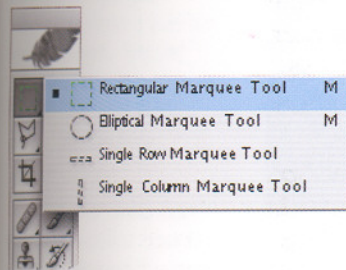 Rectangular Marquee Tool M
Elliptical Marquee Tool M
Single Row Marquee Tool
Single Column Marquee Tool